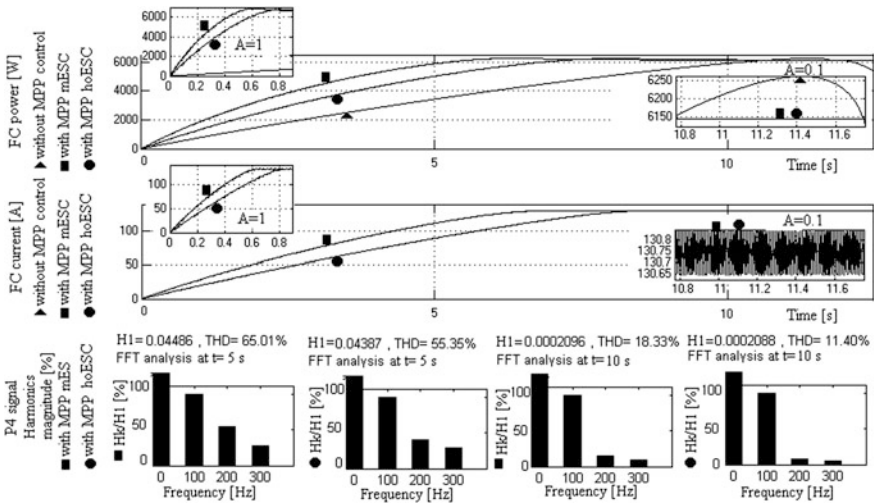 FC power [W]
▲without MPP control
■with MPP mESC
●with MPP hoESC
6000
4000
2000
0
0 0.2 0.4 0.6 0.8
A=1
6000
4000
2000
0
0
5
10
Time [s]
A=0.1
6250
6200
6150
10.8 11 11.2 11.4 11.6
FC current [A]
▲without MPP control
■with MPP mESC
●with MPP hoESC
100
50
0
0 0.2 0.4 0.6 0.8
A=1
100
50
0
0
5
10
Time [s]
A=0.1
130.8
130.75
130.7
130.65
10.8 11 11.2 11.4 11.6
P4 signal
Harmonics
magnitude [%]
■with MPP mES
●with MPP hoESC
H1=0.04486 , THD= 65.01%
FFT analysis at t= 5 s
■ Hk/H1 [%]
100
50
0
0 100 200 300
Frequency [Hz]
H1=0.04387 , THD= 55.35%
FFT analysis at t= 5 s
● Hk/H1 [%]
100
50
0
0 100 200 300
Frequency [Hz]
H1=0.0002096 , THD= 18.33%
FFT analysis at t= 10 s
■ Hk/H1 [%]
100
50
0
0 100 200 300
Frequency [Hz]
H1=0.0002088 , THD= 11.40%
FFT analysis at t= 10 s
● Hk/H1 [%]
100
50
0
0 100 200 300
Frequency [Hz]